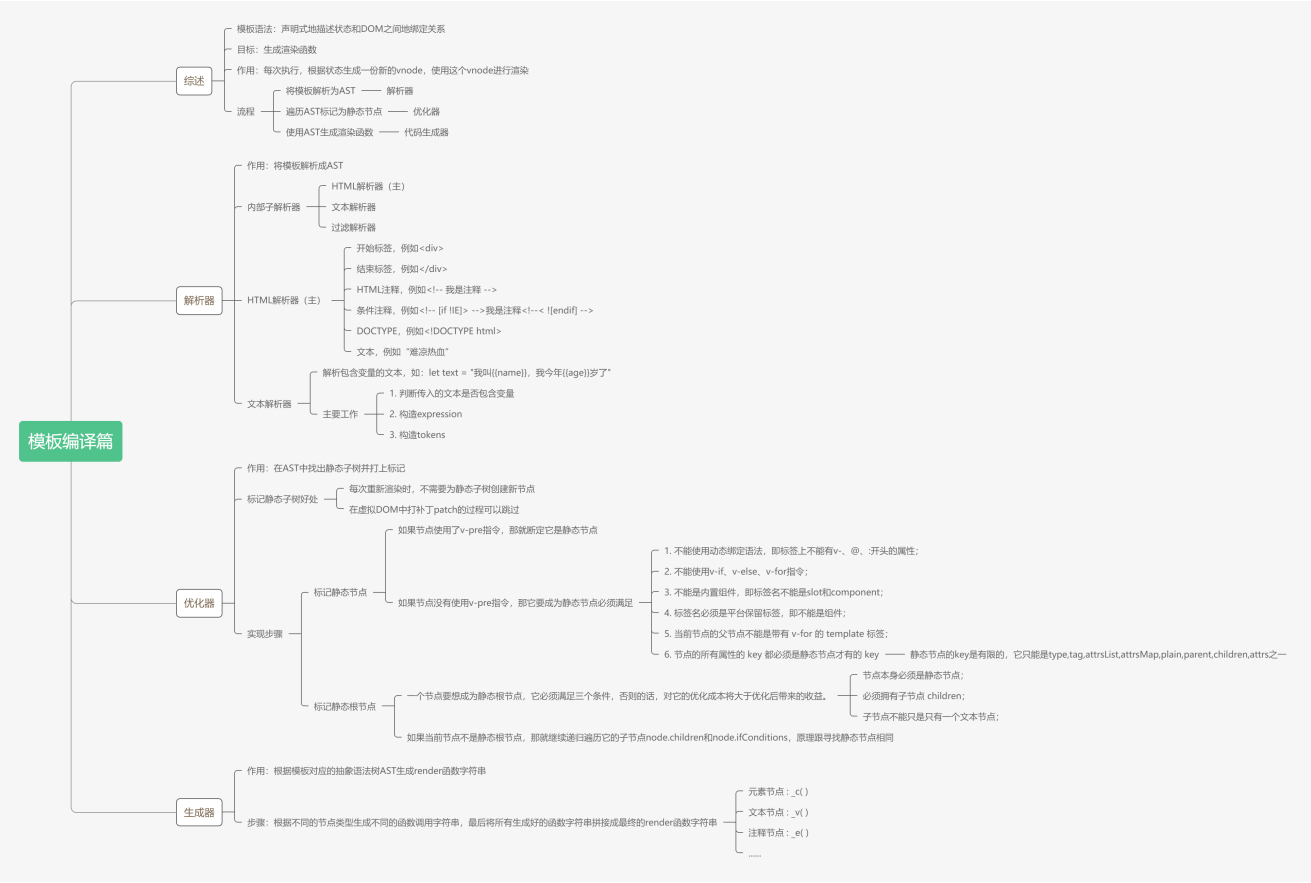 模板编译篇
综述
模板语法：声明式地描述状态和DOM之间地绑定关系
目标：生成渲染函数
作用：每次执行，根据状态生成一份新的vnode，使用这个vnode进行渲染
流程
将模板解析为AST
解析器
遍历AST标记为静态节点
优化器
使用AST生成渲染函数
代码生成器
解析器
作用：将模板解析成AST
内部子解析器
HTML解析器（主）
文本解析器
过滤解析器
HTML解析器（主）
开始标签，例如<div>
结束标签，例如</div>
HTML注释，例如<!-- 我是注释 -->
条件注释，例如<!-- [if !IE]> -->我是注释<!--< ![endif] -->
DOCTYPE，例如<!DOCTYPE html>
文本，例如“难凉热血”
文本解析器
解析包含变量的文本，如：let text = "我叫{{name}}，我今年{{age}}岁了"
主要工作
1. 判断传入的文本是否包含变量
2. 构造expression
3. 构造tokens
优化器
作用：在AST中找出静态子树并打上标记
标记静态子树好处
每次重新渲染时，不需要为静态子树创建新节点
在虚拟DOM中打补丁patch的过程可以跳过
实现步骤
标记静态节点
如果节点使用了v-pre指令，那就断定它是静态节点
如果节点没有使用v-pre指令，那它要成为静态节点必须满足
1. 不能使用动态绑定语法，即标签上不能有v-、@、:开头的属性；
2. 不能使用v-if、v-else、v-for指令；
3. 不能是内置组件，即标签名不能是slot和component；
4. 标签名必须是平台保留标签，即不能是组件；
5. 当前节点的父节点不能是带有 v-for 的 template 标签；
6. 节点的所有属性的 key 都必须是静态节点才有的 key
静态节点的key是有限的，它只能是type,tag,attrsList,attrsMap,plain,parent,children,attrs之一
标记静态根节点
一个节点要想成为静态根节点，它必须满足三个条件，否则的话，对它的优化成本将大于优化后带来的收益。
节点本身必须是静态节点；
必须拥有子节点 children；
子节点不能只是只有一个文本节点；
如果当前节点不是静态根节点，那就继续递归遍历它的子节点node.children和node.ifConditions，原理跟寻找静态节点相同
生成器
作用：根据模板对应的抽象语法树AST生成render函数字符串
步骤：根据不同的节点类型生成不同的函数调用字符串，最后将所有生成好的函数字符串拼接成最终的render函数字符串
元素节点 : _c( )
文本节点 : _v( )
注释节点 : _e( )
......